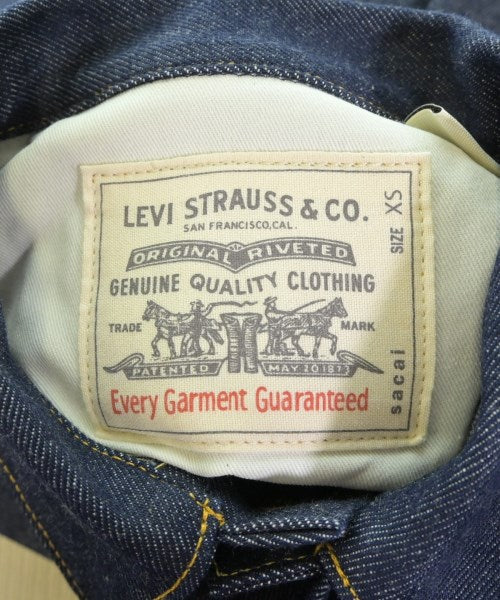 LEVI STRAUSS & CO.
SAN FRANCISCO, CAL.
ORIGINAL RIVETED
GENUINE QUALITY CLOTHING
TRADE MARK
PATENTED MAY 20 1873
Every Garment Guaranteed
SIZE XS
sacai